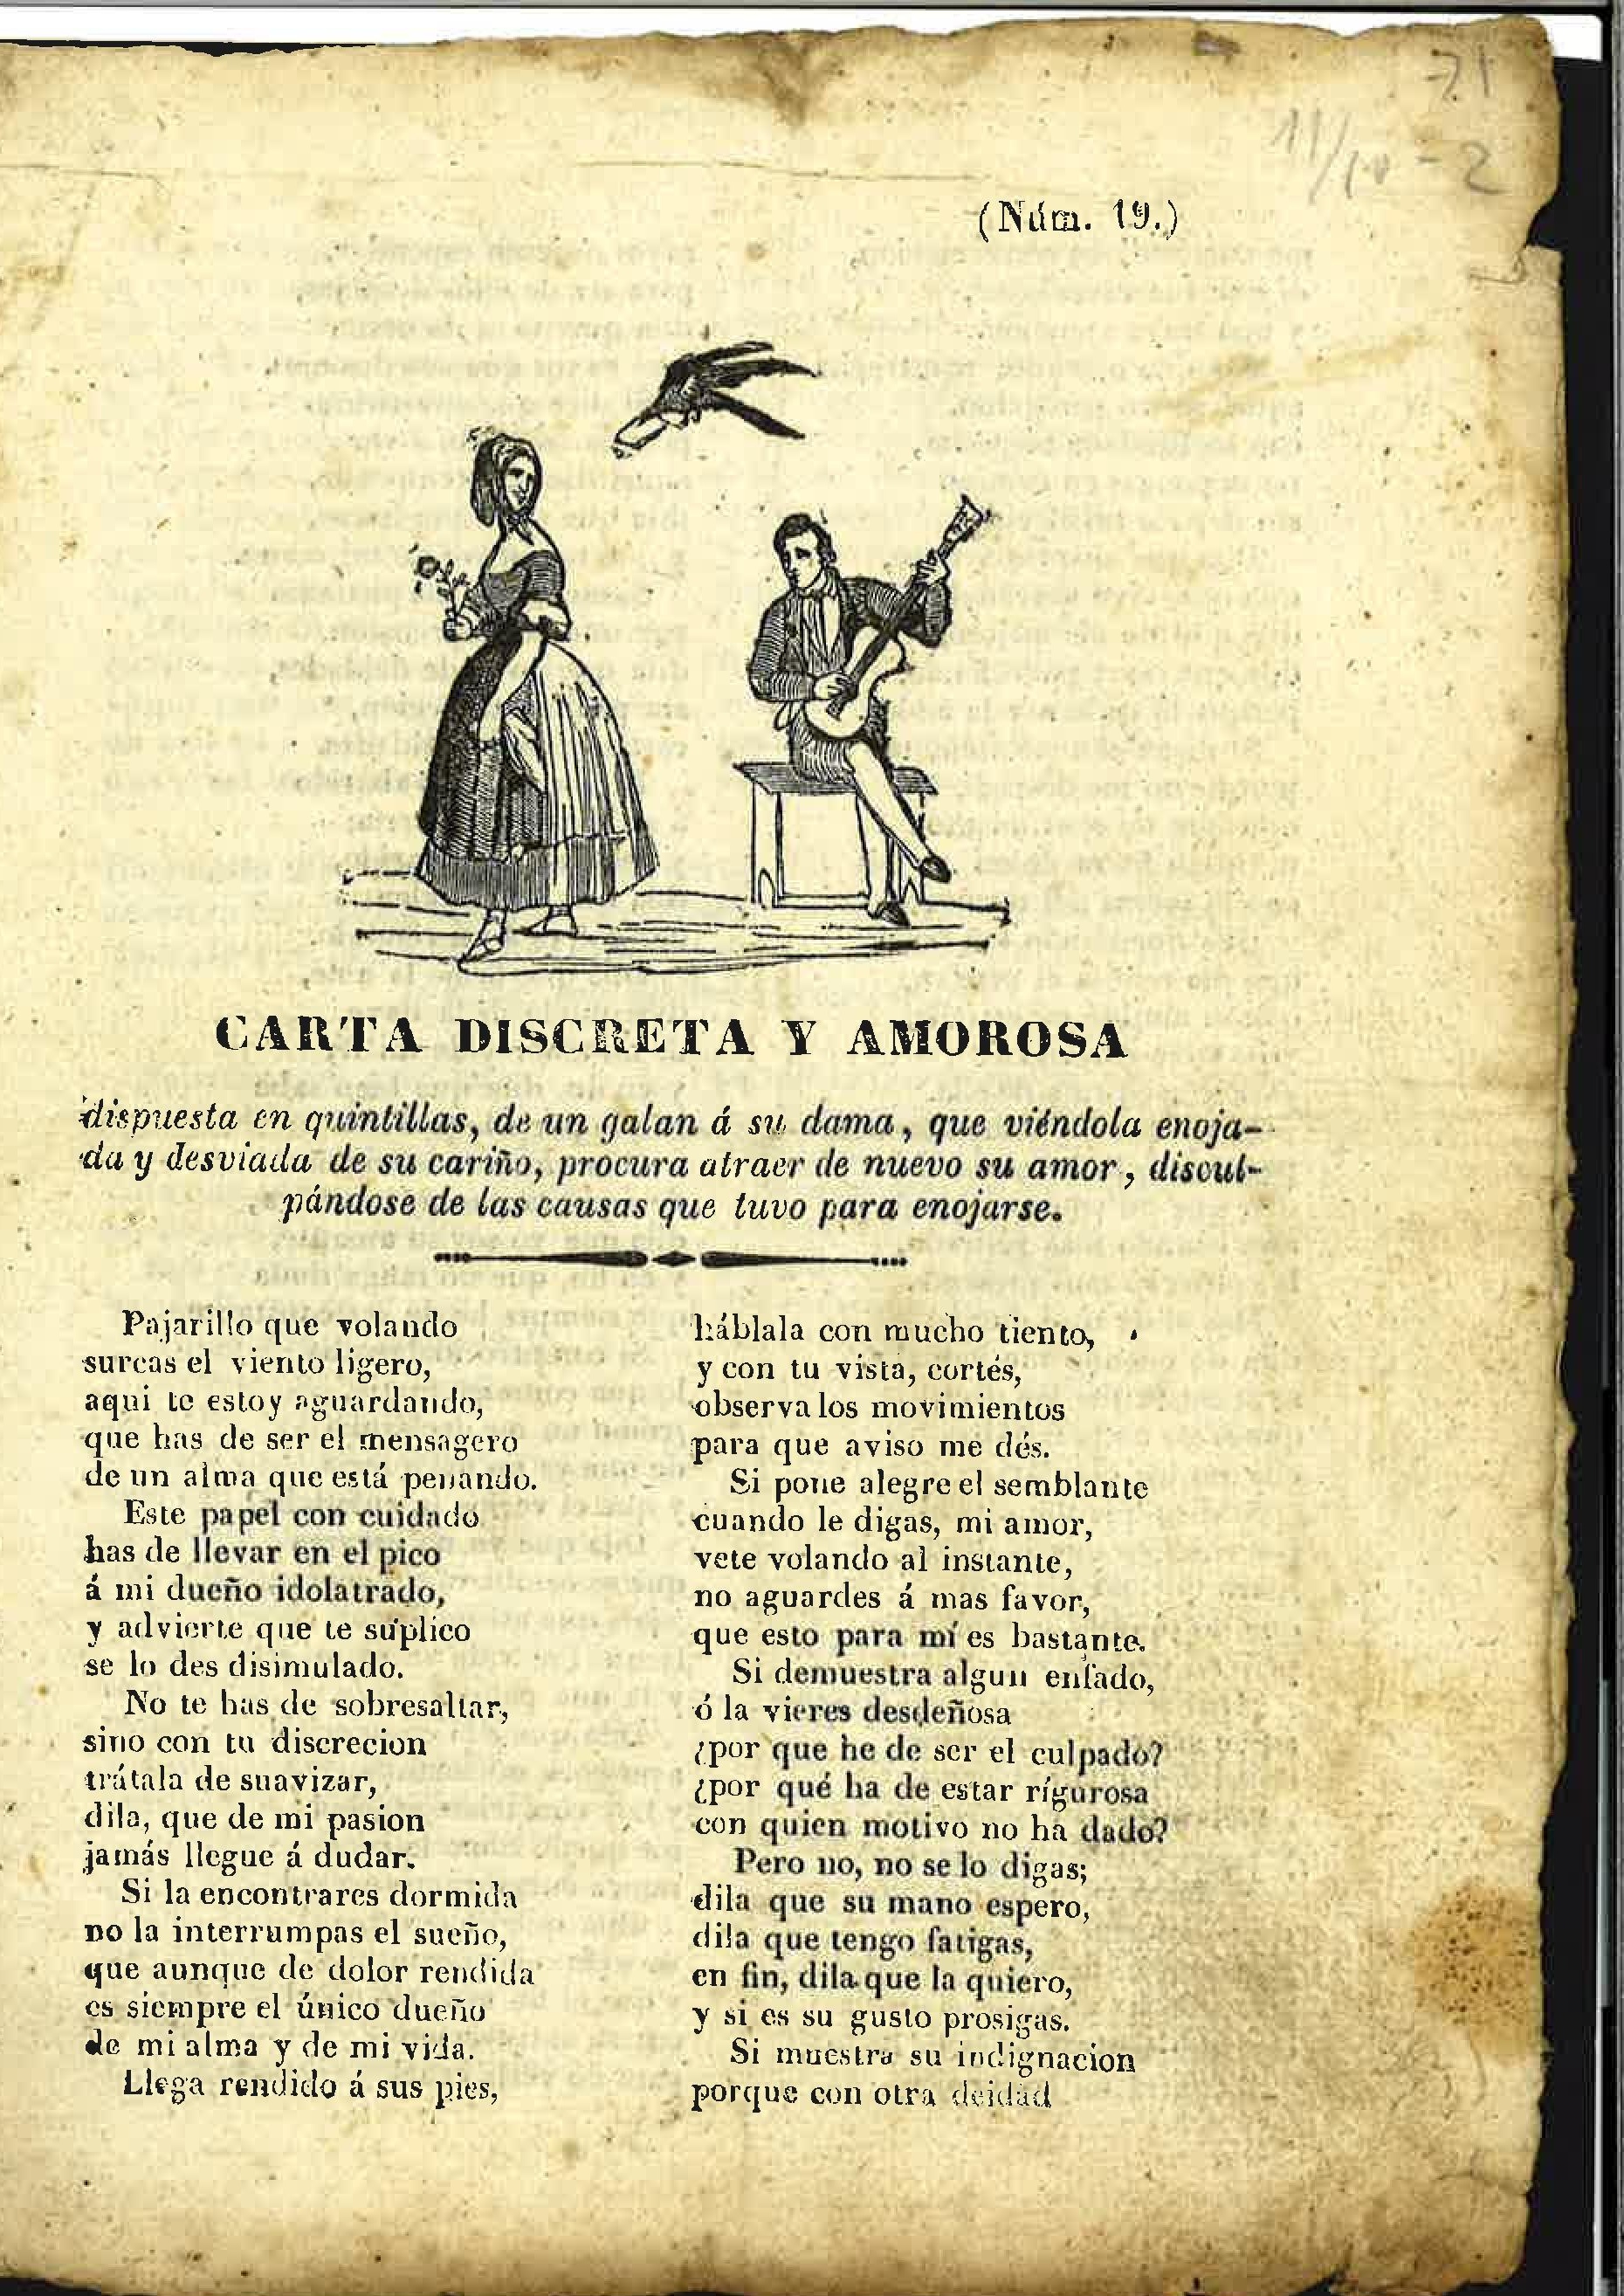 71
11/10-2
(Núm. 19.)
CARTA DISCRETA Y AMOROSA
dispuesta en quintillas, de un galan á su dama, que viéndola enoja-
da y desviada de su cariño, procura atraer de nuevo su amor, discul-
pándose de las causas que tuvo para enojarse.
Pajarillo que volando
surcas el viento ligero,
aqui te estoy aguardando,
que has de ser el mensagero
de un alma que está penando.
Este papel con cuidado
has de llevar en el pico
á mi dueño idolatrado,
y advierte que te suplico
se lo des disimulado.
No te has de sobresaltar,
sino con tu discrecion
trátala de suavizar,
dila, que de mi pasion
jamás llegue á dudar.
Si la encontrares dormida
no la interrumpas el sueño,
que aunque de dolor rendida
es siempre el único dueño
de mi alma y de mi vida.
Llega rendido á sus pies,
háblala con mucho tiento,
y con tu vista, cortés,
observa los movimientos
para que aviso me dés.
Si pone alegre el semblante
cuando le digas, mi amor,
vete volando al instante,
no aguardes á mas favor,
que esto para mí es bastante.
Si demuestra algun enfado,
ó la vieres desdeñosa
¿por que he de ser el culpado?
¿por qué ha de estar rígurosa
con quien motivo no ha dado?
Pero no, no se lo digas;
dila que su mano espero,
dila que tengo fatigas,
en fin, dila que la quiero,
y si es su gusto prosigas.
Si muestra su indignacion
porque con otra deidad